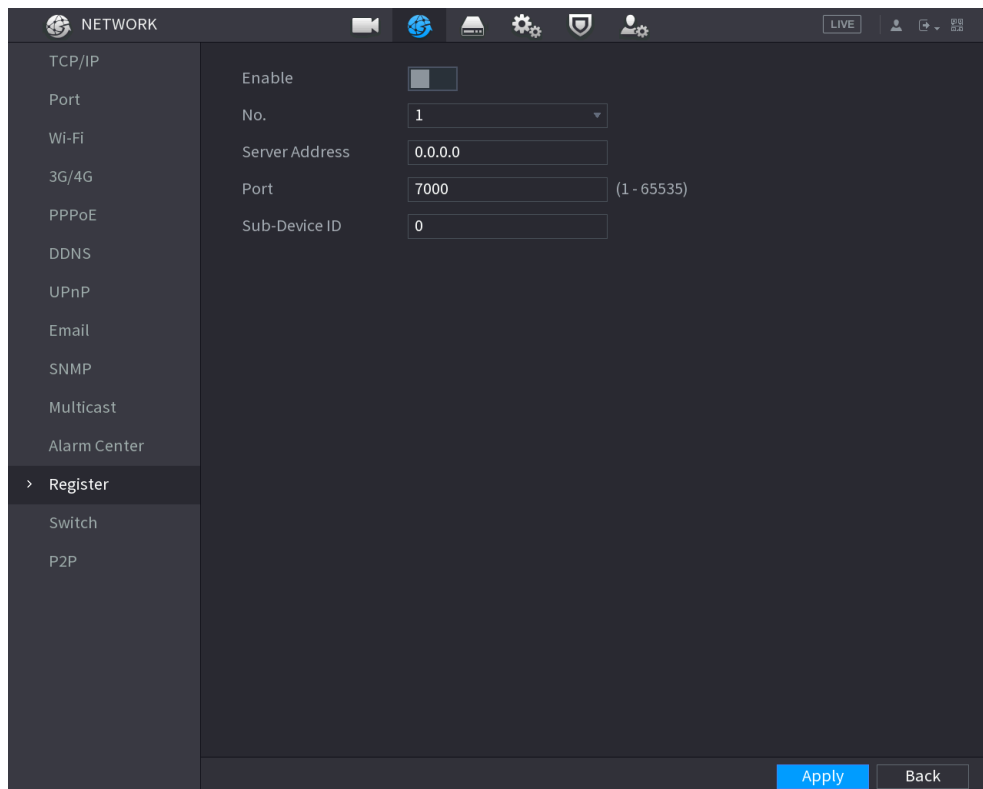 NETWORK
LIVE
TCP/IP
Port
Wi-Fi
3G/4G
PPPoE
DDNS
UPnP
Email
SNMP
Multicast
Alarm Center
Register
Switch
P2P
Enable
No. 1
Server Address 0.0.0.0
Port 7000 (1 - 65535)
Sub-Device ID 0
Apply Back